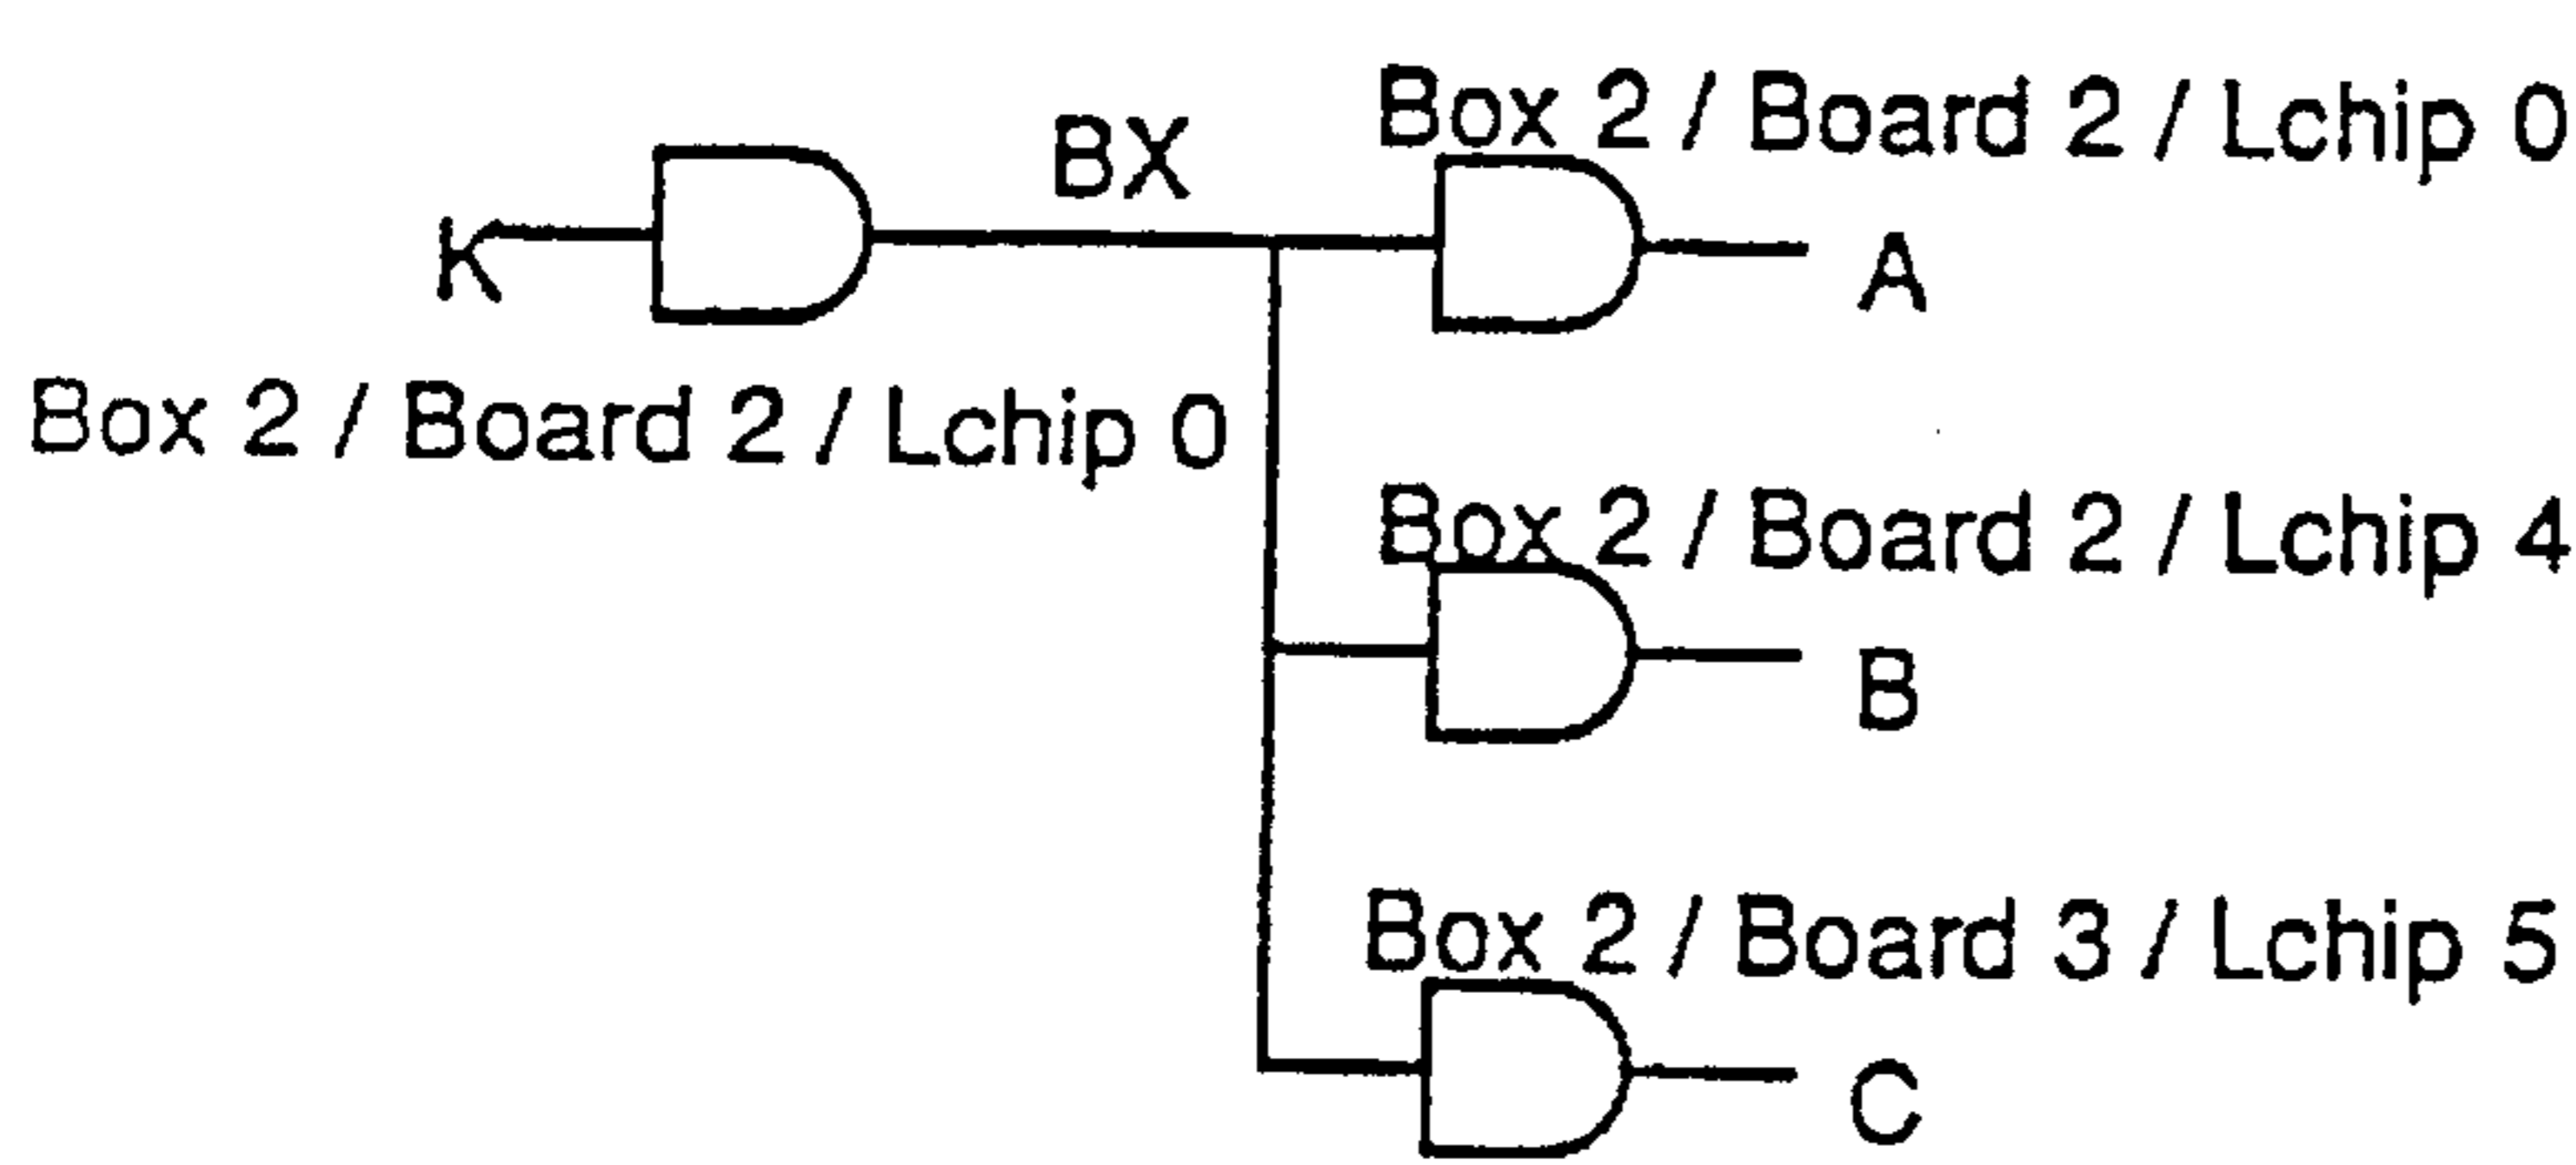 Box 2 / Board 2 / Lchip 0
BX
K
A
Box 2 / Board 2 / Lchip 0
Box 2 / Board 2 / Lchip 4
B
Box 2 / Board 3 / Lchip 5
C